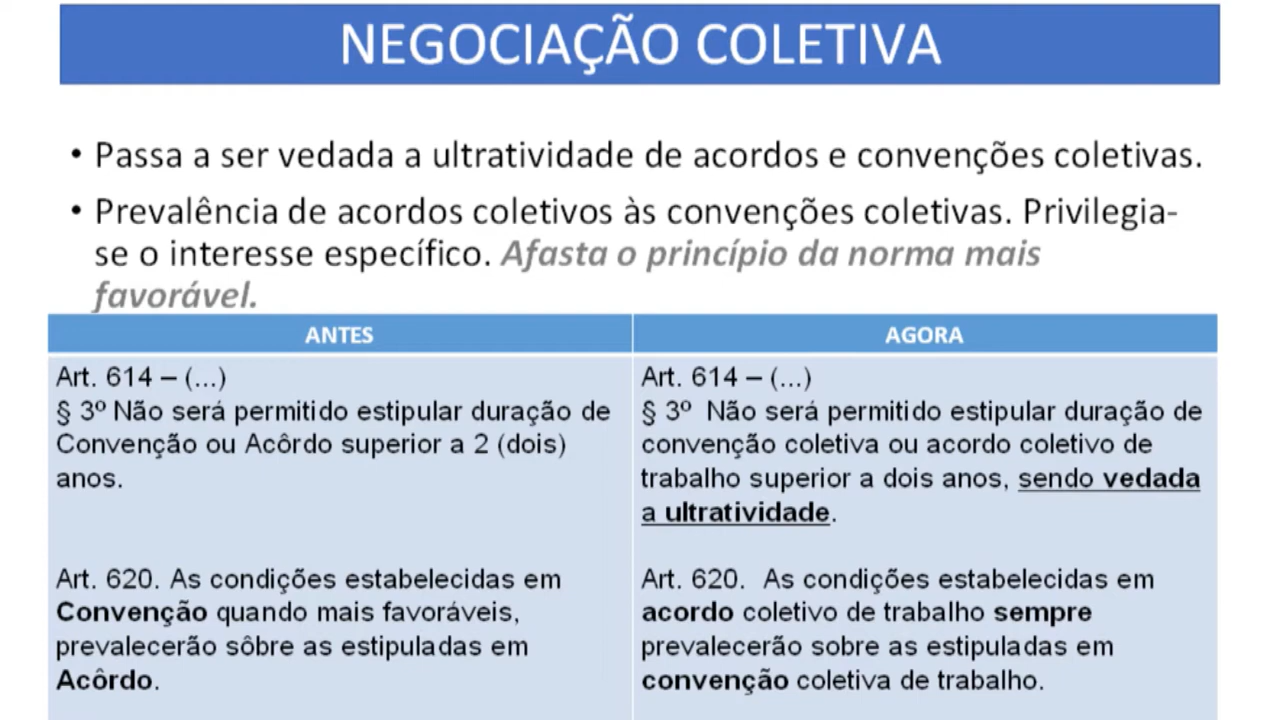 NEGOCIAÇÃO COLETIVA
• Passa a ser vedada a ultratividade de acordos e convenções coletivas.
• Prevalência de acordos coletivos às convenções coletivas. Privilegia-
se o interesse específico. Afasta o princípio da norma mais
favorável.
ANTES
Art. 614 – (...)
§ 3º Não será permitido estipular duração de
Convenção ou Acôrdo superior a 2 (dois)
anos.
Art. 620. As condições estabelecidas em
Convenção quando mais favoráveis,
prevalecerão sôbre as estipuladas em
Acôrdo.
AGORA
Art. 614 – (...)
§ 3º Não será permitido estipular duração de
convenção coletiva ou acordo coletivo de
trabalho superior a dois anos, sendo vedada
a ultratividade.
Art. 620. As condições estabelecidas em
acordo coletivo de trabalho sempre
prevalecerão sobre as estipuladas em
convenção coletiva de trabalho.